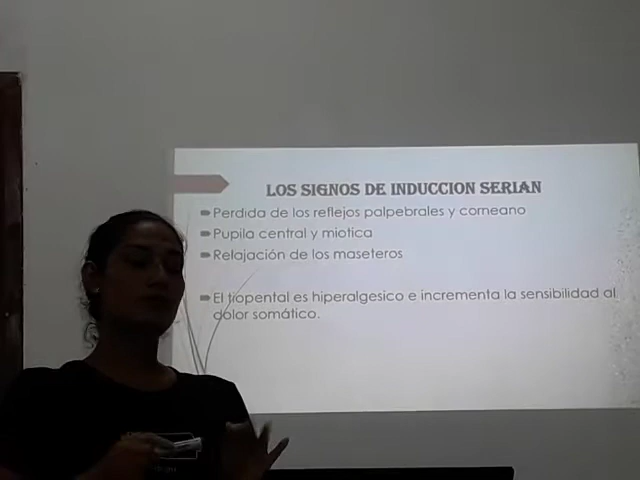 LOS SIGNOS DE INDUCCION SERIAN
Perdida de los reflejos palpebrales y corneano
Pupila central y miotica
Relajación de los maseteros
El tiopental es hiperalgesico e incrementa la sensibilidad al
dolor somático.